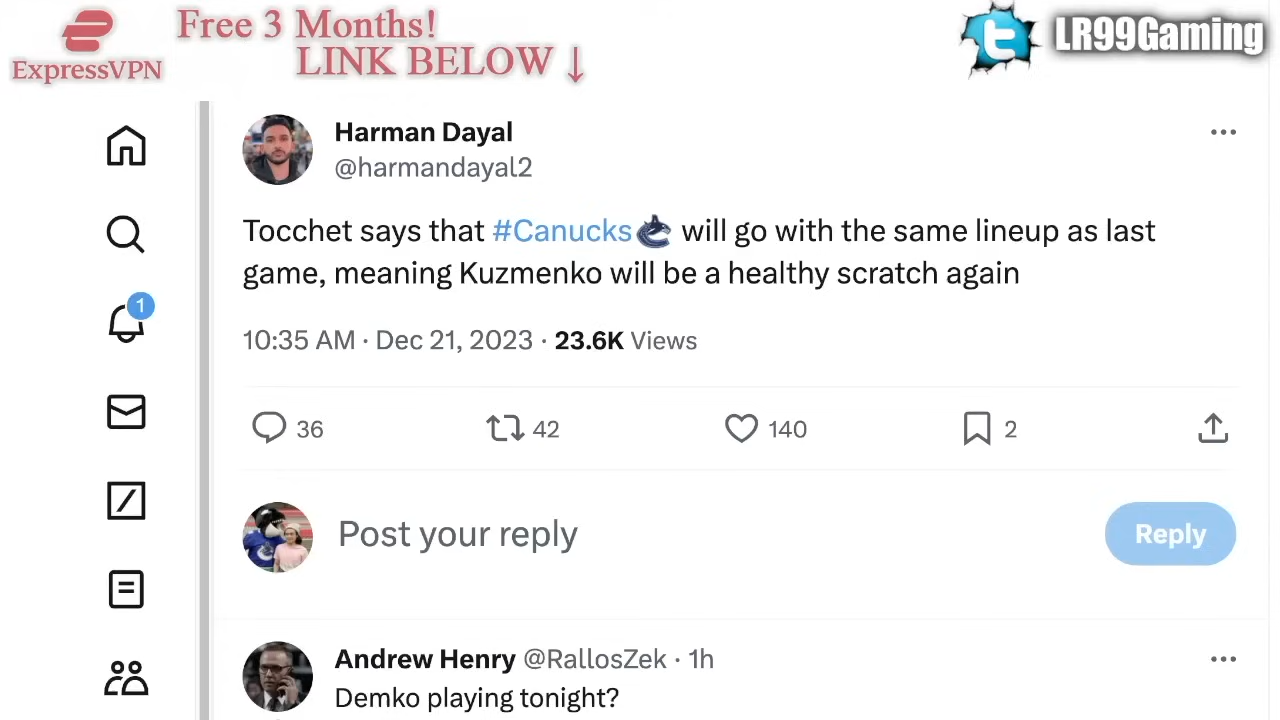 Free 3 Months!
LINK BELOW ↓
ExpressVPN
LR99Gaming
Harman Dayal
@harmandayal2
Tocchet says that #Canucks will go with the same lineup as last
game, meaning Kuzmenko will be a healthy scratch again
10:35 AM · Dec 21, 2023 · 23.6K Views
36 42 140 2
1
Post your reply
Reply
Andrew Henry @RallosZek · 1h
Demko playing tonight?